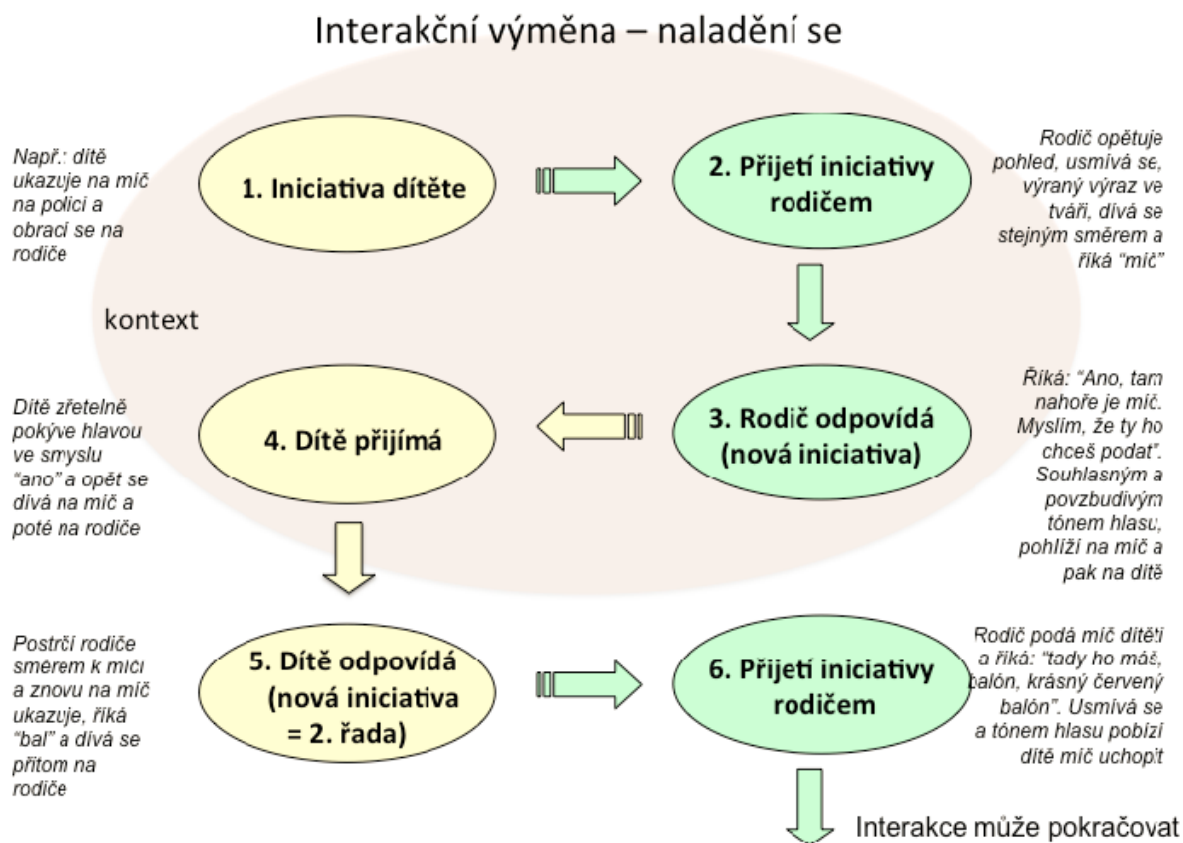 Interakční výměna – naladění se
Např.: dítě
ukazuje na míč
na polici a
obrací se na
rodiče
1. Iniciativa dítěte
2. Přijetí iniciativy
rodičem
Rodič opětuje
pohled, usmívá se,
výraný výraz ve
tváři, dívá se
stejným směrem a
říká “míč”
kontext
Dítě zřetelně
pokýve hlavou
ve smyslu
“ano” a opět se
dívá na míč a
poté na rodiče
4. Dítě přijímá
3. Rodič odpovídá
(nová iniciativa)
Říká: “Ano, tam
nahoře je míč.
Myslím, že ty ho
chceš podat”.
Souhlasným a
povzbudivým
tónem hlasu,
pohlíží na míč a
pak na dítě
Postrčí rodiče
směrem k míči
a znovu na míč
ukazuje, říká
“bal” a dívá se
přitom na
rodiče
5. Dítě odpovídá
(nová iniciativa
= 2. řada)
6. Přijetí iniciativy
rodičem
Rodič podá míč dítěti
a říká: “tady ho máš,
balón, krásný červený
balón”. Usmívá se
a tónem hlasu pobízí
dítě míč uchopit
Interakce může pokračovat